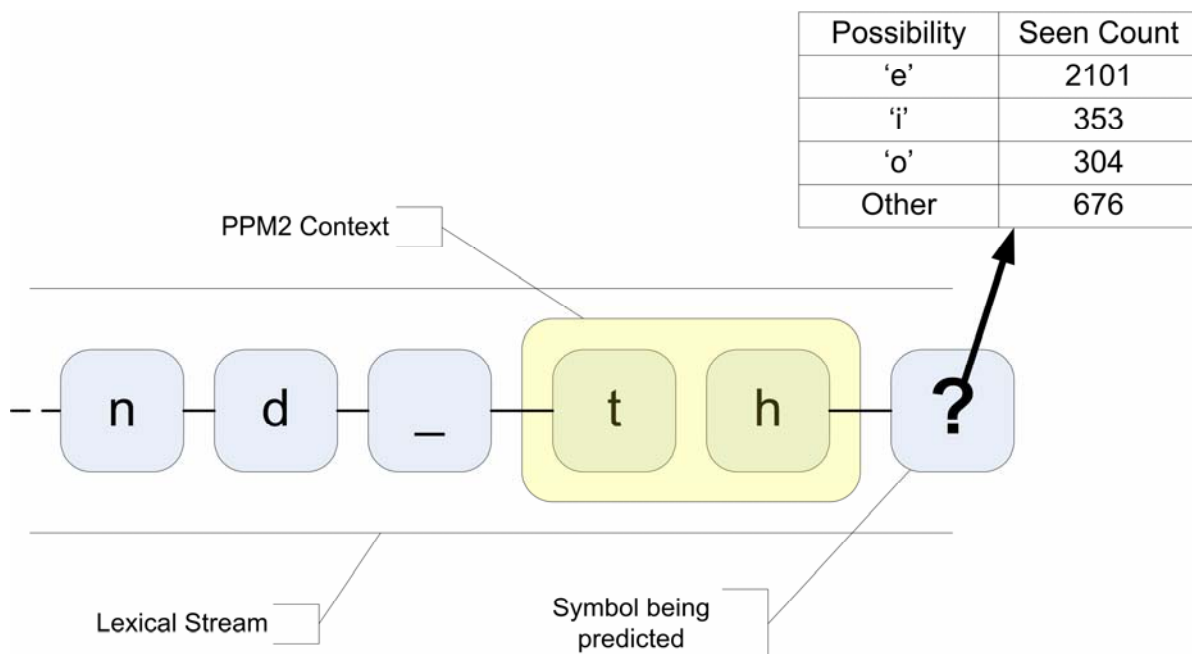 Possibility Seen Count
‘e’ 2101
‘i’ 353
‘o’ 304
Other 676
PPM2 Context
n d _ t h ?
Lexical Stream
Symbol being
predicted